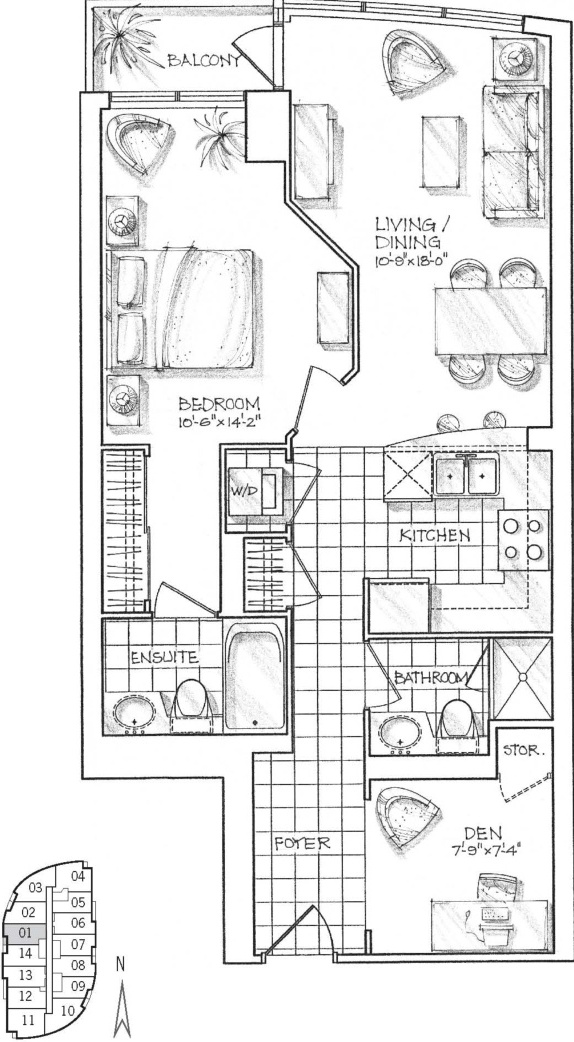 BALCONY
LIVING /
DINING
10'-9"x18'-0"
BEDROOM
10'-6"x14'-2"
W/D
KITCHEN
ENSUITE
BATHROOM
STOR.
DEN
7'-9"x7'-4"
FOYER
04
03
05
02
06
01
07
14
08
13
09
12
10
11
N